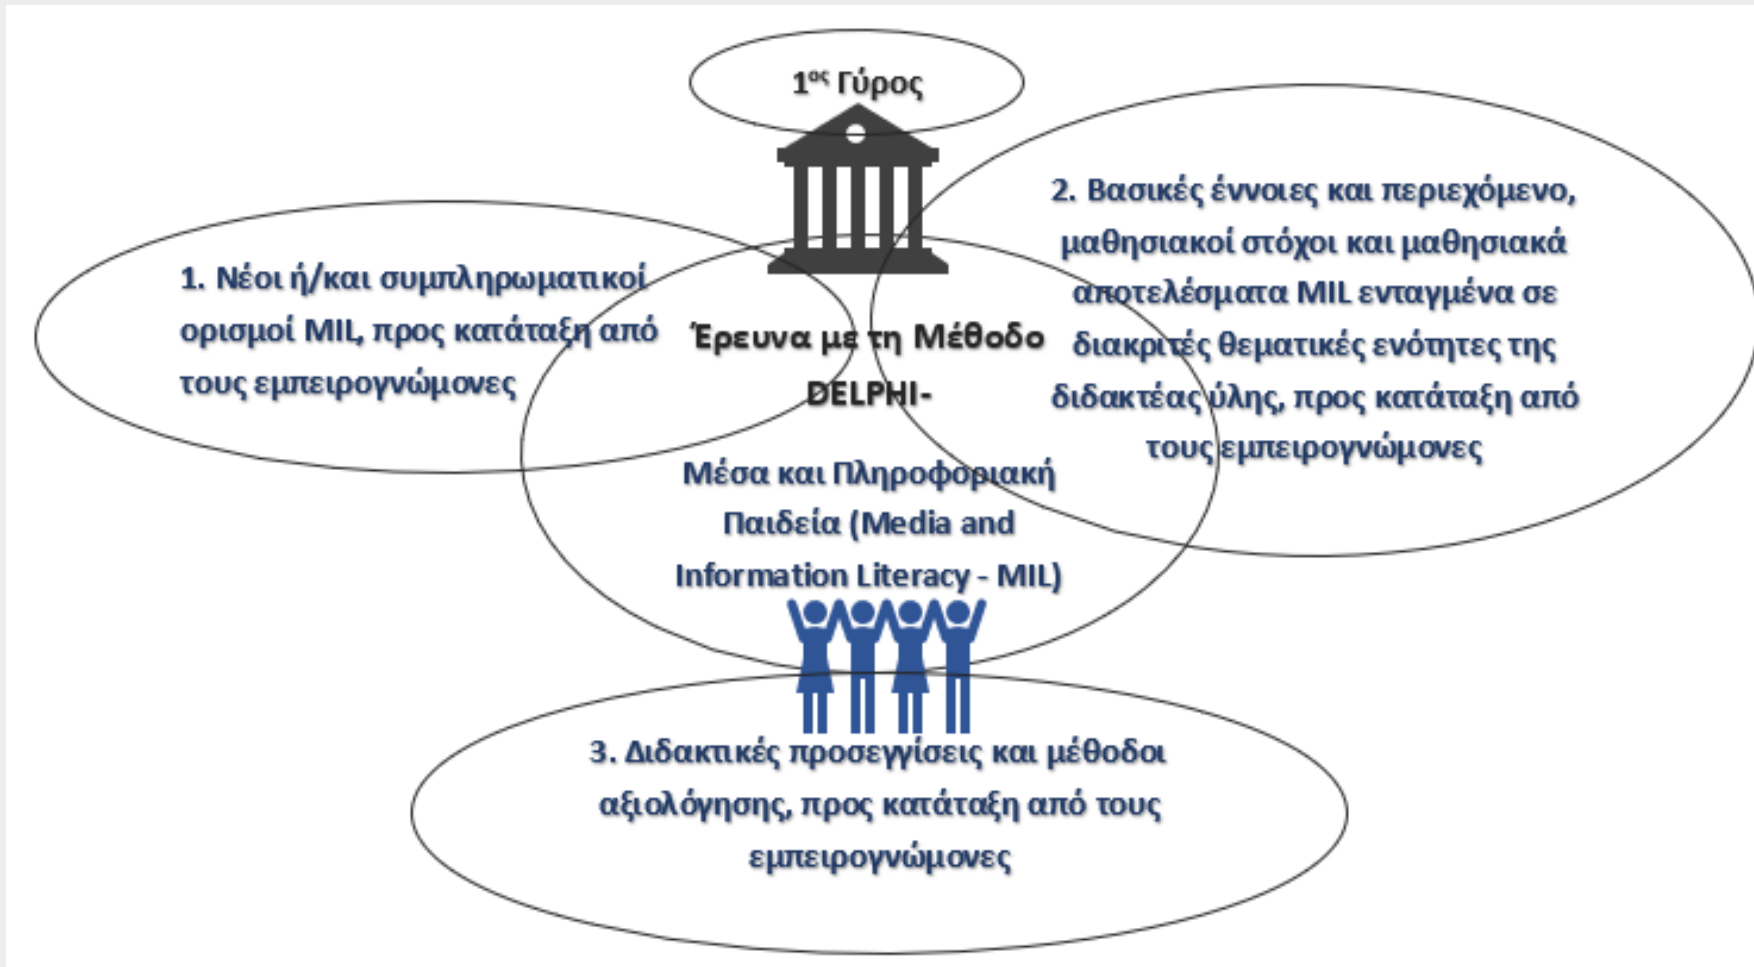 1ος Γύρος
1. Νέοι ή/και συμπληρωματικοί
ορισμοί MIL, προς κατάταξη από
τους εμπειρογνώμονες
Έρευνα με τη Μέθοδο
DELPHI-
Μέσα και Πληροφοριακή
Παιδεία (Media and
Information Literacy - MIL)
2. Βασικές έννοιες και περιεχόμενο,
μαθησιακοί στόχοι και μαθησιακά
αποτελέσματα MIL ενταγμένα σε
διακριτές θεματικές ενότητες της
διδακτέας ύλης, προς κατάταξη από
τους εμπειρογνώμονες
3. Διδακτικές προσεγγίσεις και μέθοδοι
αξιολόγησης, προς κατάταξη από τους
εμπειρογνώμονες